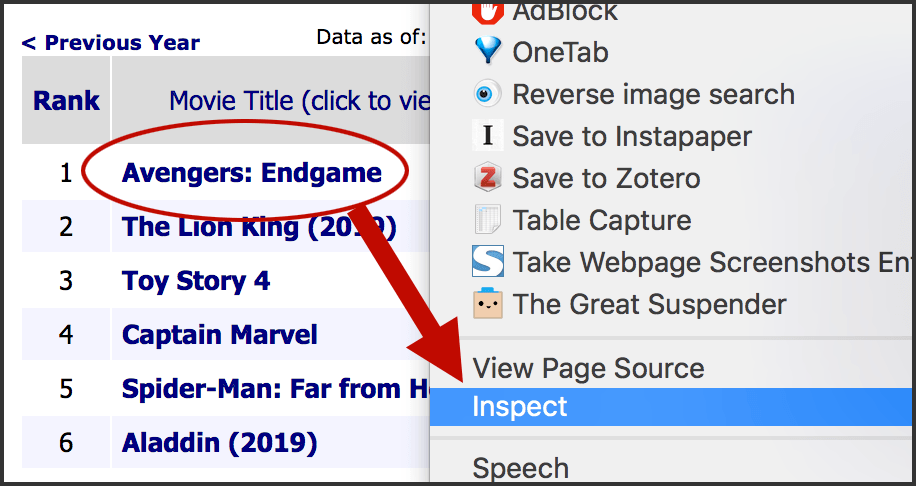 < Previous Year
Data as of:
Rank
Movie Title (click to vie
1 Avengers: Endgame
2 The Lion King (2019)
3 Toy Story 4
4 Captain Marvel
5 Spider-Man: Far from H
6 Aladdin (2019)
AdBlock
OneTab
Reverse image search
I Save to Instapaper
Z Save to Zotero
Table Capture
S Take Webpage Screenshots En
The Great Suspender
View Page Source
Inspect
Speech